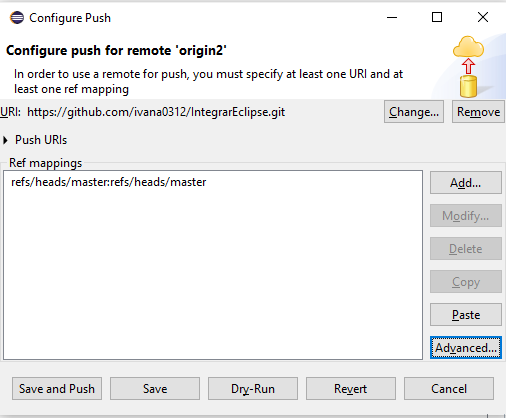 Configure Push
Configure push for remote 'origin2'
In order to use a remote for push, you must specify at least one URI and at
least one ref mapping
URI: https://github.com/ivana0312/IntegrarEclipse.git Change... Remove
Push URIs
Ref mappings
refs/heads/master:refs/heads/master
Add...
Modify...
Delete
Copy
Paste
Advanced...
Save and Push Save Dry-Run Revert Cancel